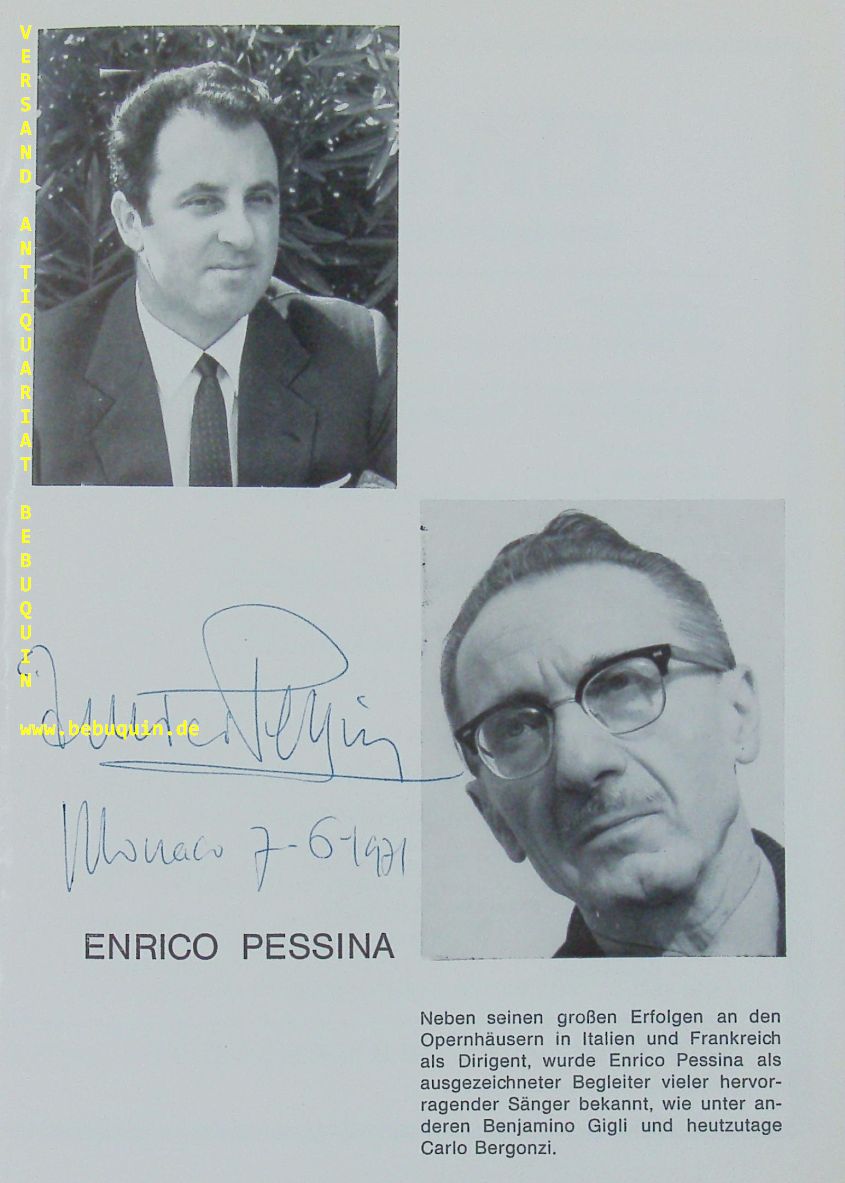 VERSAND ANTIQUARIAT BEBUQUIN
www.bebuquin.de
Enrico Pessina
Monaco 7-6-1971
ENRICO PESSINA
Neben seinen großen Erfolgen an den
Opernhäusern in Italien und Frankreich
als Dirigent, wurde Enrico Pessina als
ausgezeichneter Begleiter vieler hervor-
ragender Sänger bekannt, wie unter an-
deren Benjamino Gigli und heutzutage
Carlo Bergonzi.